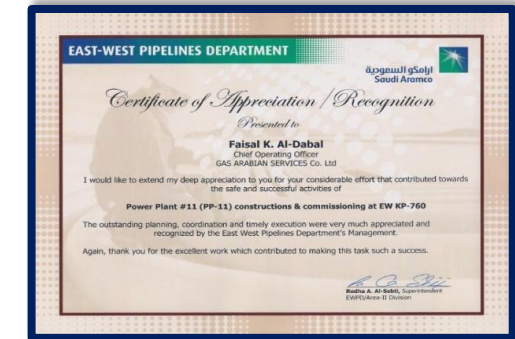 EAST-WEST PIPELINES DEPARTMENT
أرامكو السعودية
Saudi Aramco
Certificate of Appreciation / Recognition
Presented to
Faisal K. Al-Dabal
Chief Operating Officer
GAS ARABIAN SERVICES Co. Ltd
I would like to extend my deep appreciation to you for your considerable effort that contributed towards
the safe and successful activities of
Power Plant #11 (PP-11) constructions & commissioning at EW KP-760
The outstanding planning, coordination and timely execution were very much appreciated and
recognized by the East West Pipelines Department's Management.
Again, thank you for the excellent work which contributed to making this task such a success.
Radha A. Al-Sebti, Superintendent
EWPD/Area-II Division